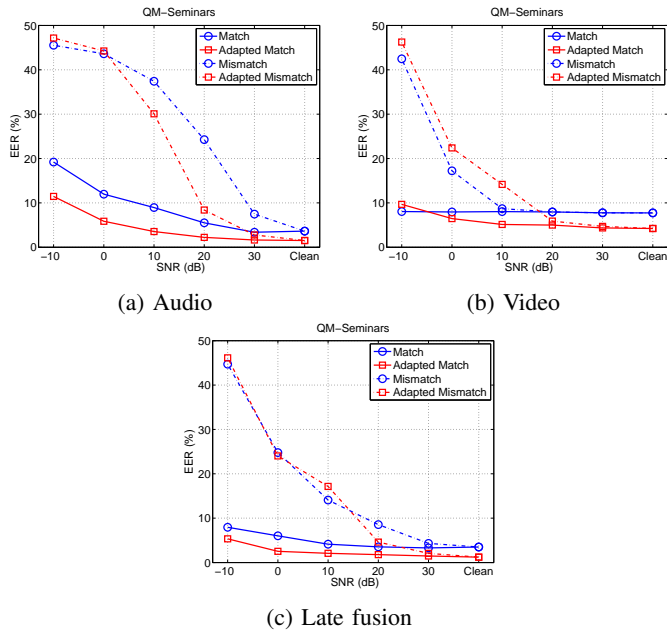 QM−Seminars
50
40
30
20
10
0
EER (%)
−10 0 10 20 30 Clean
SNR (dB)
Match
Adapted Match
Mismatch
Adapted Mismatch
(a) Audio
QM−Seminars
50
40
30
20
10
0
EER (%)
−10 0 10 20 30 Clean
SNR (dB)
Match
Adapted Match
Mismatch
Adapted Mismatch
(b) Video
QM−Seminars
50
40
30
20
10
0
EER (%)
−10 0 10 20 30 Clean
SNR (dB)
Match
Adapted Match
Mismatch
Adapted Mismatch
(c) Late fusion